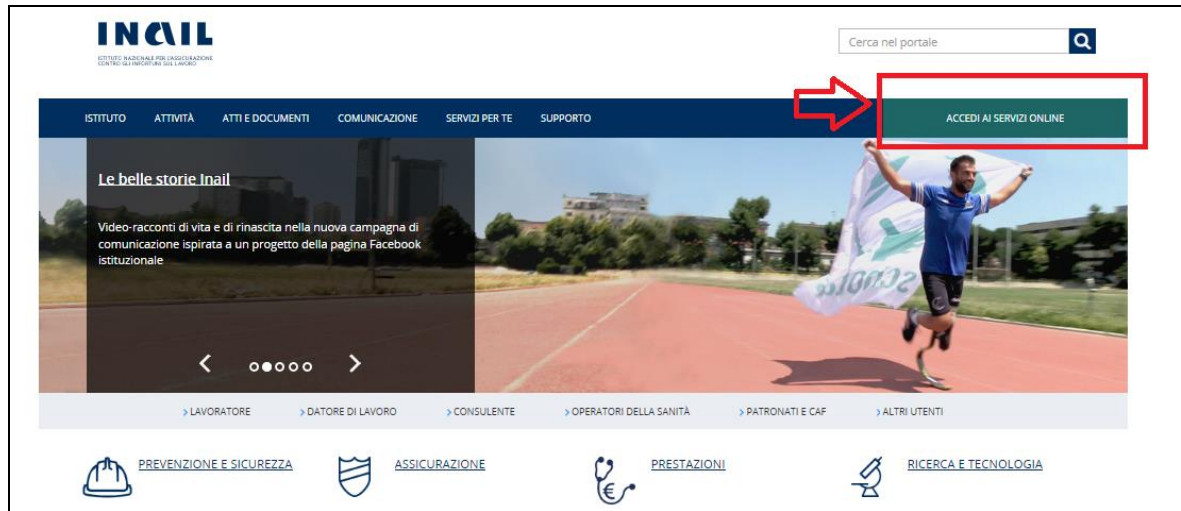 INAIL
ISTITUTO NAZIONALE PER L'ASSICURAZIONE
CONTRO GLI INFORTUNI SUL LAVORO
Cerca nel portale
ISTITUTO ATTIVITÀ ATTI E DOCUMENTI COMUNICAZIONE SERVIZI PER TE SUPPORTO ACCEDI AI SERVIZI ONLINE
Le belle storie Inail
Video-racconti di vita e di rinascita nella nuova campagna di
comunicazione ispirata a un progetto della pagina Facebook
istituzionale
> LAVORATORE > DATORE DI LAVORO > CONSULENTE > OPERATORI DELLA SANITÀ > PATRONATI E CAF > ALTRI UTENTI
PREVENZIONE E SICUREZZA ASSICURAZIONE PRESTAZIONI RICERCA E TECNOLOGIA